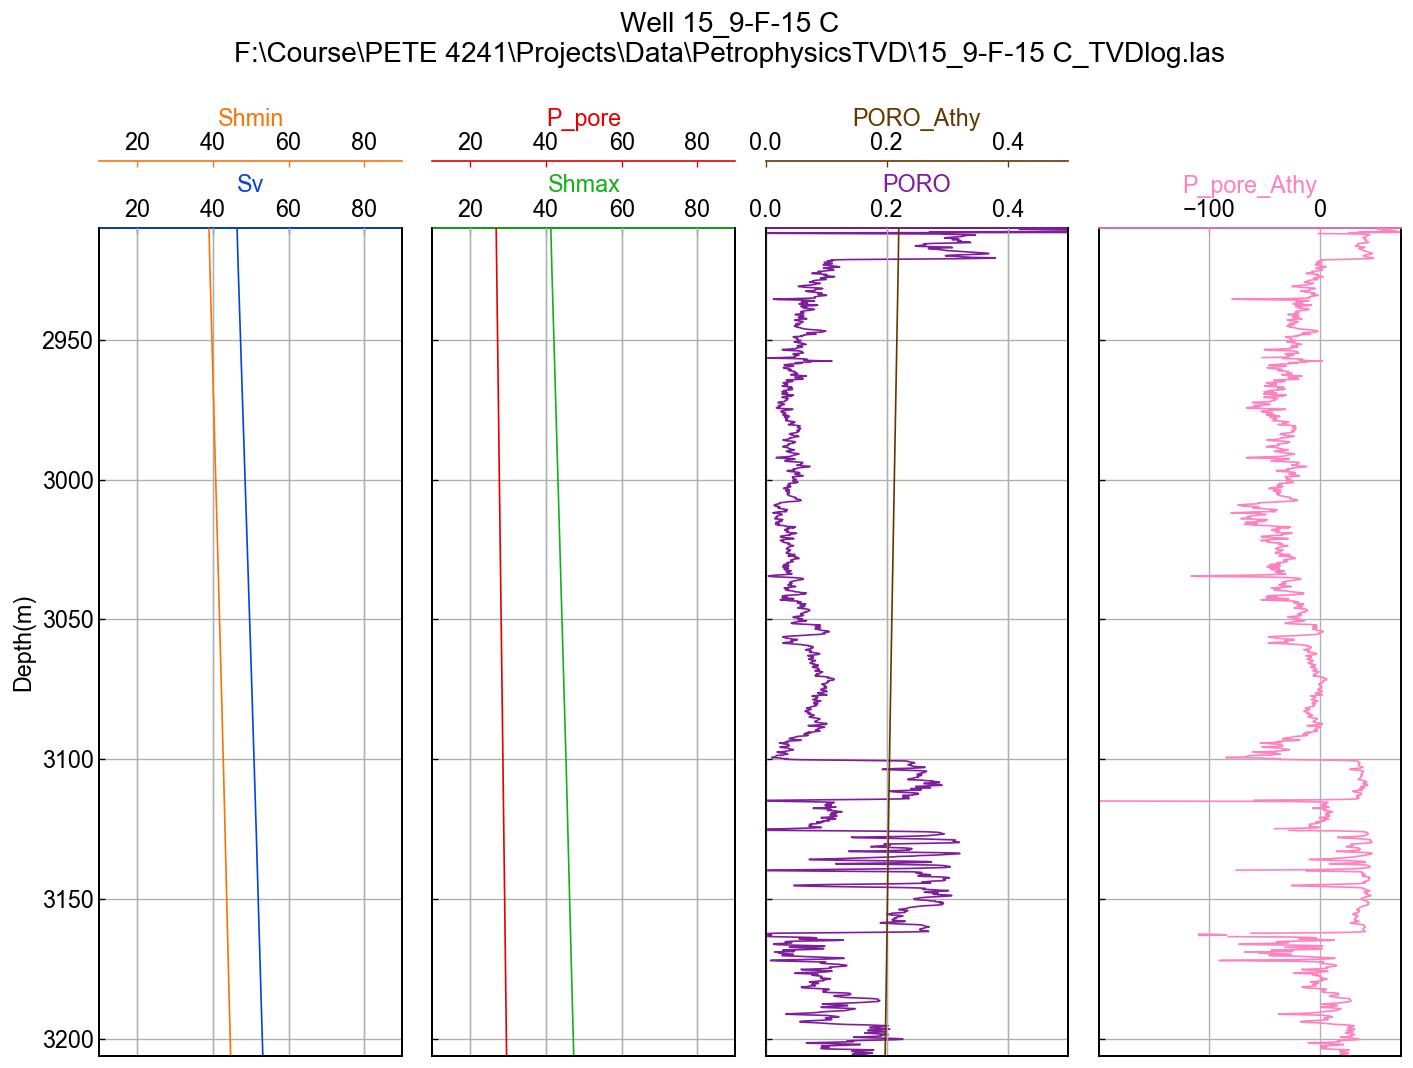 Well 15_9-F-15 C
F:\Course\PETE 4241\Projects\Data\PetrophysicsTVD\15_9-F-15 C_TVDlog.las
Shmin
20 40 60 80
Sv
20 40 60 80
P_pore
20 40 60 80
Shmax
20 40 60 80
PORO_Athy
0.0 0.2 0.4
PORO
0.0 0.2 0.4
P_pore_Athy
−100 0
Depth(m)
2950
3000
3050
3100
3150
3200